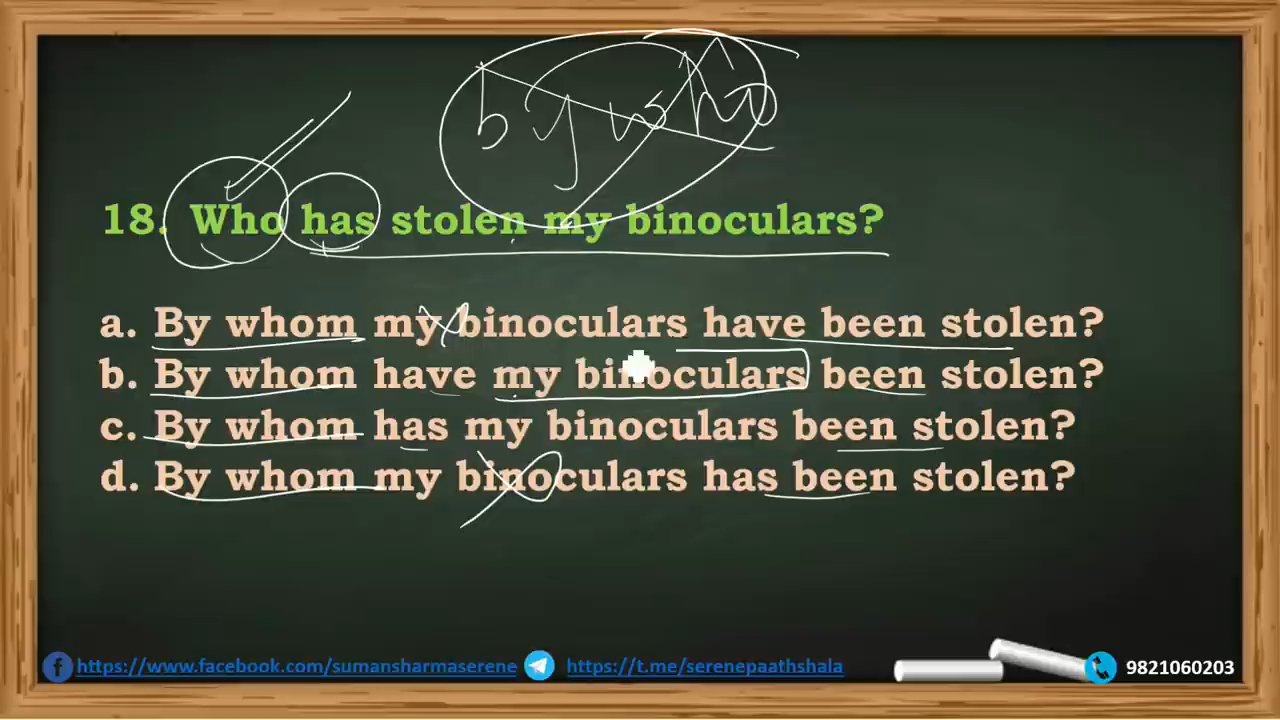 by who
18. Who has stolen my binoculars?
a. By whom my binoculars have been stolen?
b. By whom have my binoculars been stolen?
c. By whom has my binoculars been stolen?
d. By whom my binoculars has been stolen?
https://www.facebook.com/sumansharmaserene https://t.me/serenepaathshala 9821060203